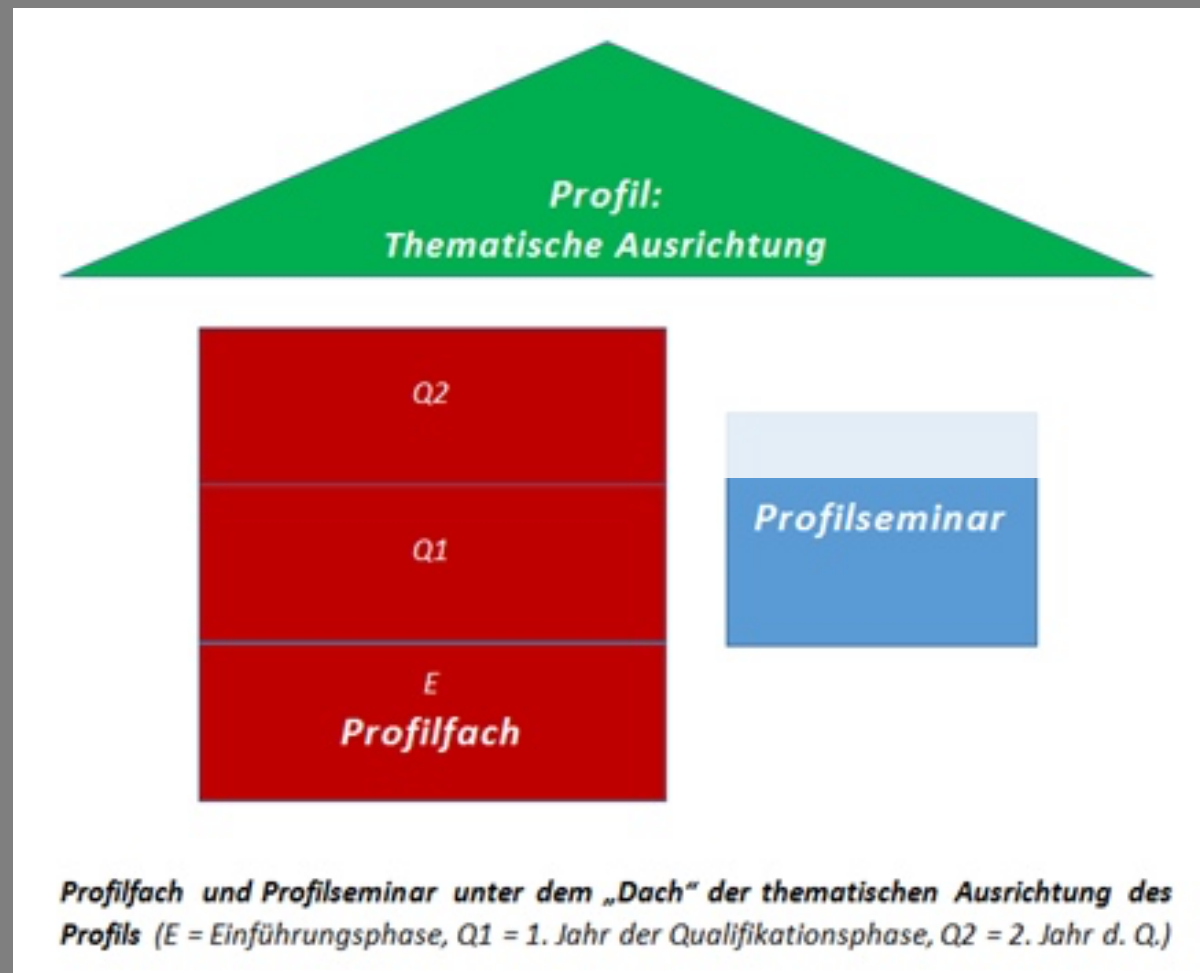 Profil:
Thematische Ausrichtung
Q2
Q1
E
Profilfach
Profilseminar
Profilfach und Profilseminar unter dem „Dach“ der thematischen Ausrichtung des
Profils (E = Einführungsphase, Q1 = 1. Jahr der Qualifikationsphase, Q2 = 2. Jahr d. Q.)